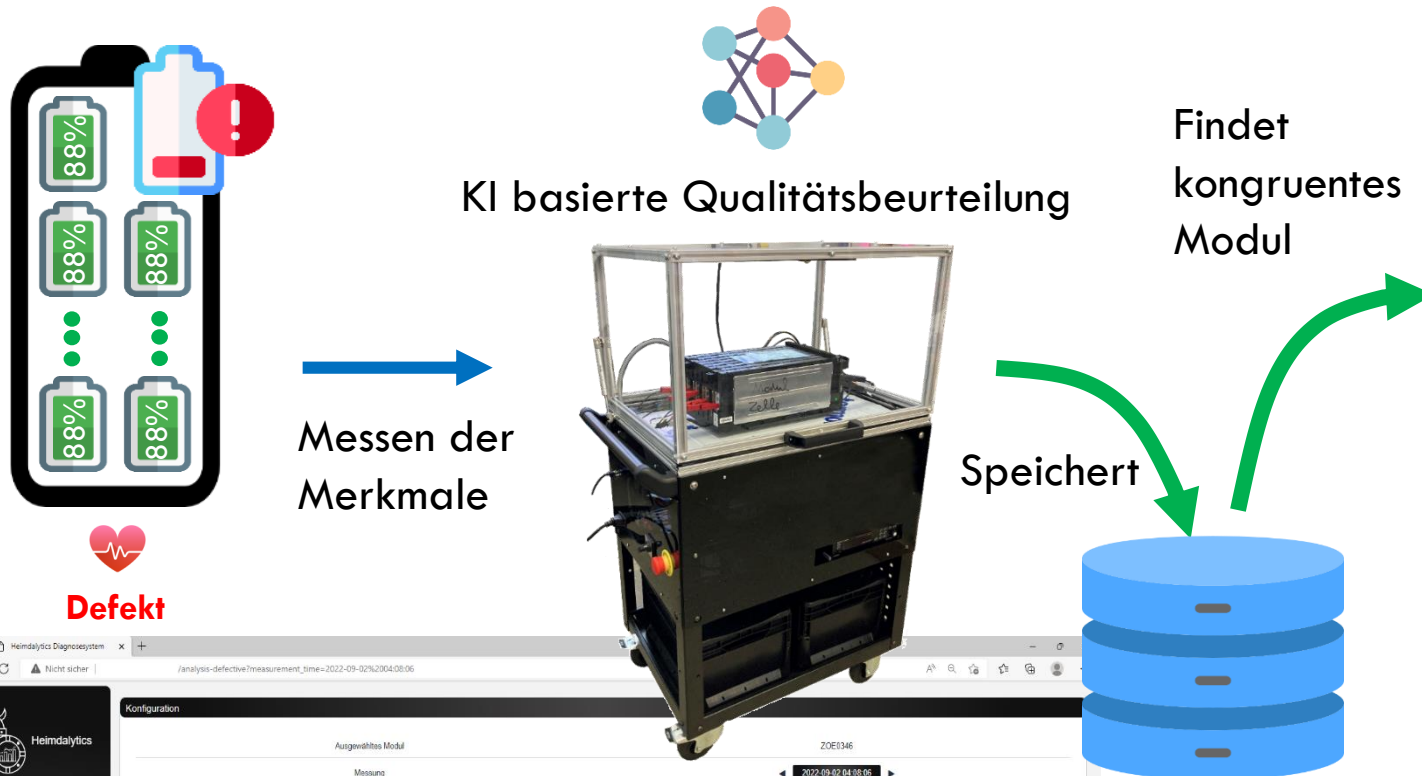 88%
88%
88%
88%
88%
!
KI basierte Qualitätsbeurteilung
Findet
kongruentes
Modul
Messen der
Merkmale
Modul
Zelle
Speichert
Defekt
Heimdalytics Diagnosesystem
Nicht sicher
/analysis-defective?measurement_time=2022-09-02%2004:08:06
Heimdalytics
Konfiguration
Ausgewähltes Modul ZOE0346
Messung 2022-09-02 04:08:06